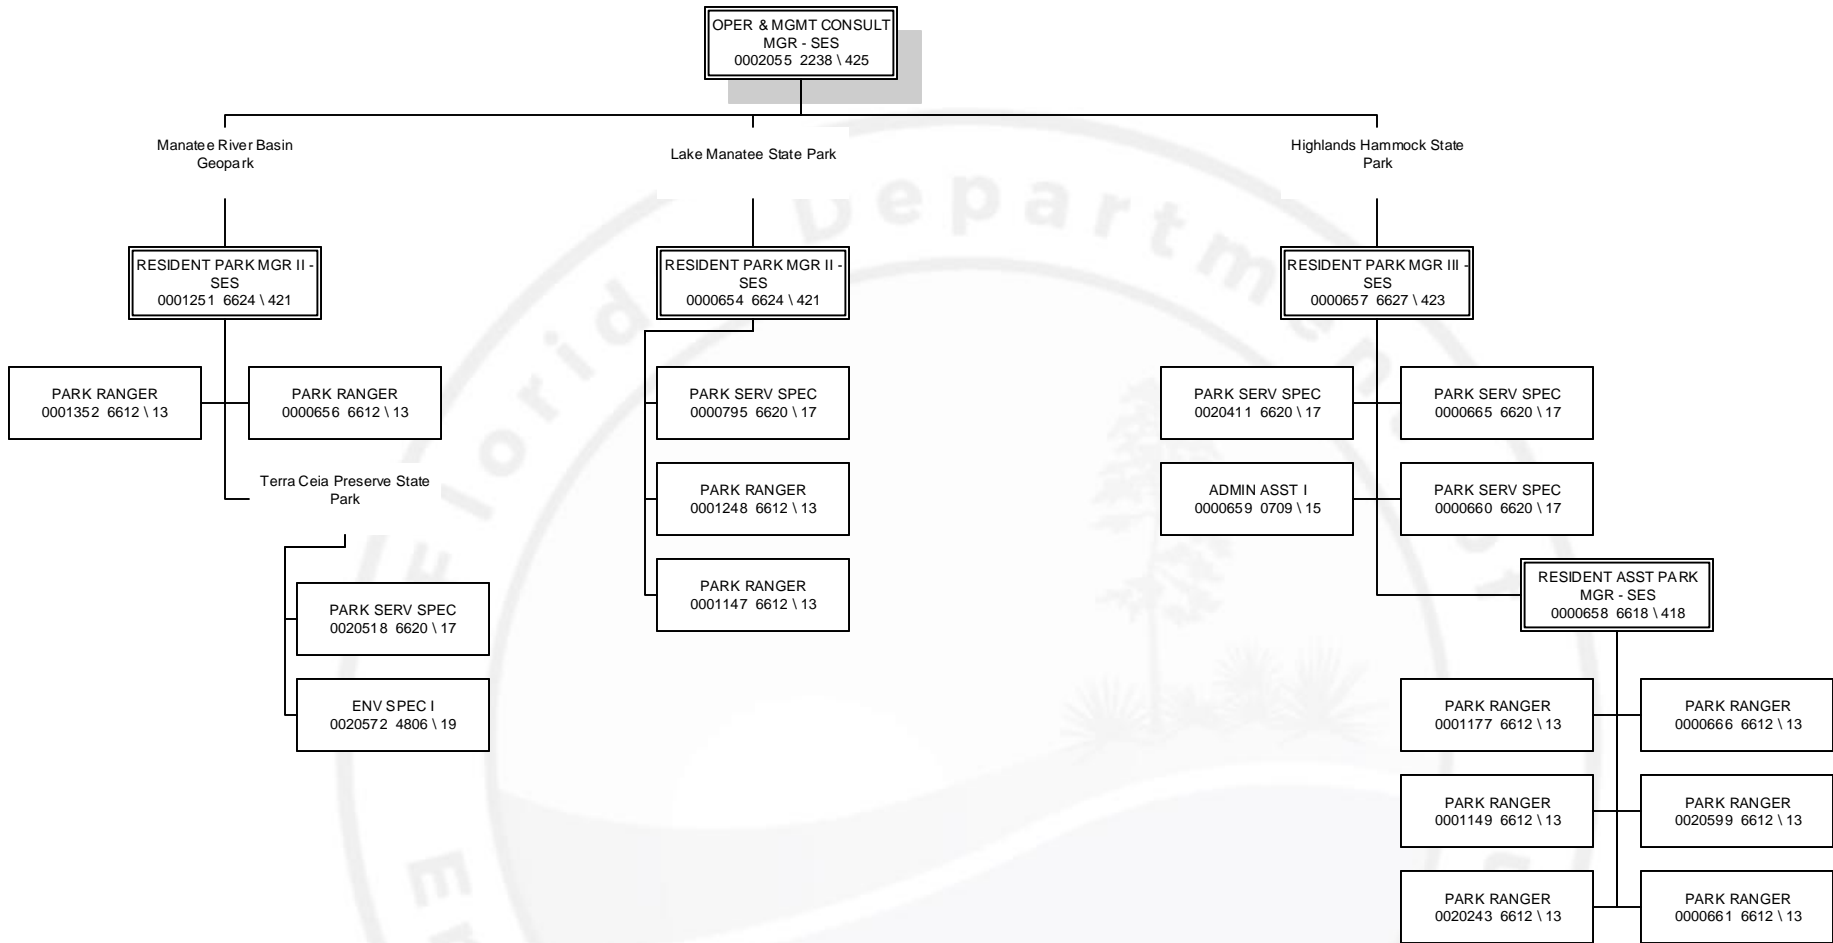 OPER & MGMT CONSULT
MGR - SES
0002055 2238 \ 425
Manatee River Basin
Geopark
Lake Manatee State Park
Highlands Hammock State
Park
RESIDENT PARK MGR II -
SES
0001251 6624 \ 421
RESIDENT PARK MGR II -
SES
0000654 6624 \ 421
RESIDENT PARK MGR III -
SES
0000657 6627 \ 423
PARK RANGER
0001352 6612 \ 13
PARK RANGER
0000656 6612 \ 13
Terra Ceia Preserve State
Park
PARK SERV SPEC
0020518 6620 \ 17
ENV SPEC I
0020572 4806 \ 19
PARK SERV SPEC
0000795 6620 \ 17
PARK RANGER
0001248 6612 \ 13
PARK RANGER
0001147 6612 \ 13
PARK SERV SPEC
0020411 6620 \ 17
PARK SERV SPEC
0000665 6620 \ 17
ADMIN ASST I
0000659 0709 \ 15
PARK SERV SPEC
0000660 6620 \ 17
RESIDENT ASST PARK
MGR - SES
0000658 6618 \ 418
PARK RANGER
0001177 6612 \ 13
PARK RANGER
0000666 6612 \ 13
PARK RANGER
0001149 6612 \ 13
PARK RANGER
0020599 6612 \ 13
PARK RANGER
0020243 6612 \ 13
PARK RANGER
0000661 6612 \ 13